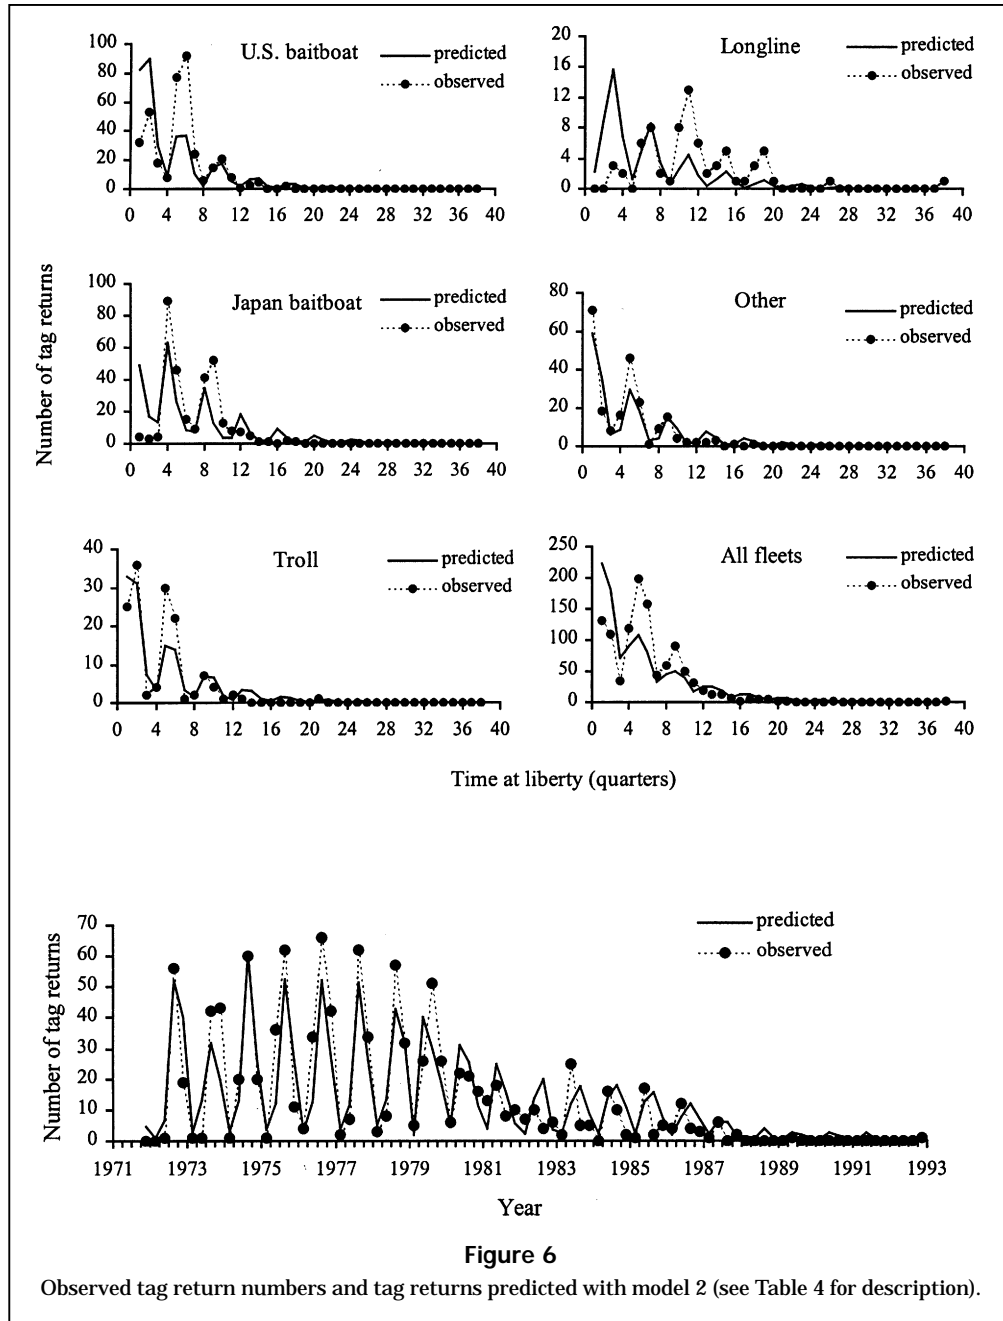 U.S. baitboat
predicted
observed
100
80
60
40
20
0
0 4 8 12 16 20 24 28 32 36 40
Longline
predicted
observed
20
16
12
8
4
0
0 4 8 12 16 20 24 28 32 36 40
Number of tag returns
Japan baitboat
predicted
observed
100
80
60
40
20
0
0 4 8 12 16 20 24 28 32 36 40
Other
predicted
observed
80
60
40
20
0
0 4 8 12 16 20 24 28 32 36 40
Troll
predicted
observed
40
30
20
10
0
0 4 8 12 16 20 24 28 32 36 40
All fleets
predicted
observed
250
200
150
100
50
0
0 4 8 12 16 20 24 28 32 36 40
Time at liberty (quarters)
Number of tag returns
predicted
observed
70
60
50
40
30
20
10
0
1971 1973 1975 1977 1979 1981 1983 1985 1987 1989 1991 1993
Year
Figure 6
Observed tag return numbers and tag returns predicted with model 2 (see Table 4 for description).